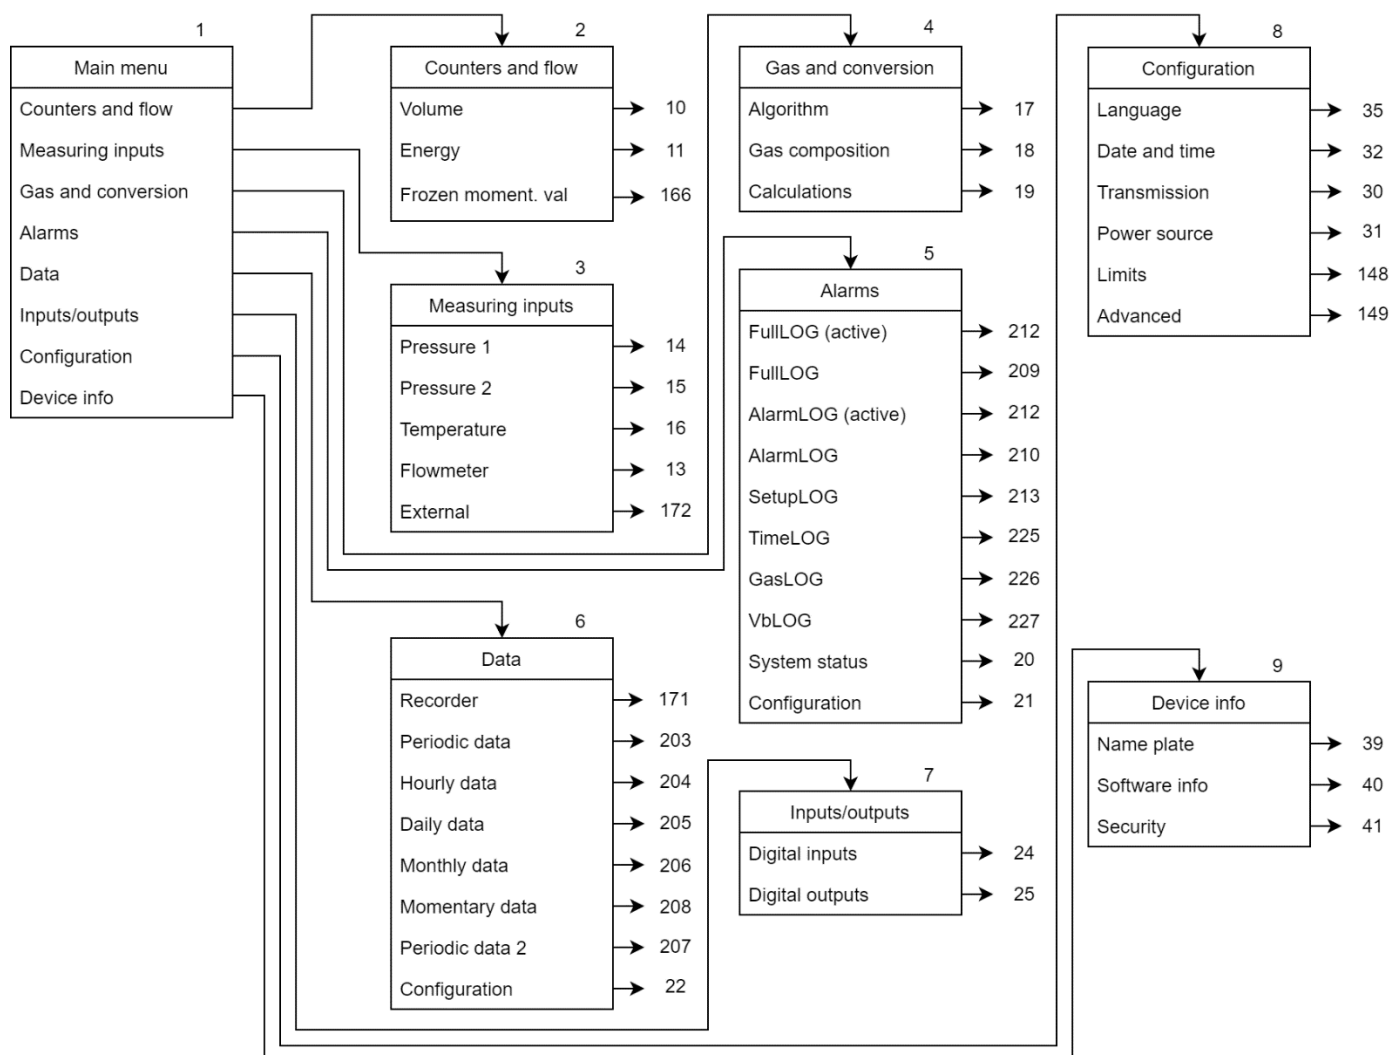 1
Main menu
Counters and flow
Measuring inputs
Gas and conversion
Alarms
Data
Inputs/outputs
Configuration
Device info
2
Counters and flow
Volume 10
Energy 11
Frozen moment. val 166
3
Measuring inputs
Pressure 1 14
Pressure 2 15
Temperature 16
Flowmeter 13
External 172
4
Gas and conversion
Algorithm 17
Gas composition 18
Calculations 19
5
Alarms
FullLOG (active) 212
FullLOG 209
AlarmLOG (active) 212
AlarmLOG 210
SetupLOG 213
TimeLOG 225
GasLOG 226
VbLOG 227
System status 20
Configuration 21
6
Data
Recorder 171
Periodic data 203
Hourly data 204
Daily data 205
Monthly data 206
Momentary data 208
Periodic data 2 207
Configuration 22
7
Inputs/outputs
Digital inputs 24
Digital outputs 25
8
Configuration
Language 35
Date and time 32
Transmission 30
Power source 31
Limits 148
Advanced 149
9
Device info
Name plate 39
Software info 40
Security 41